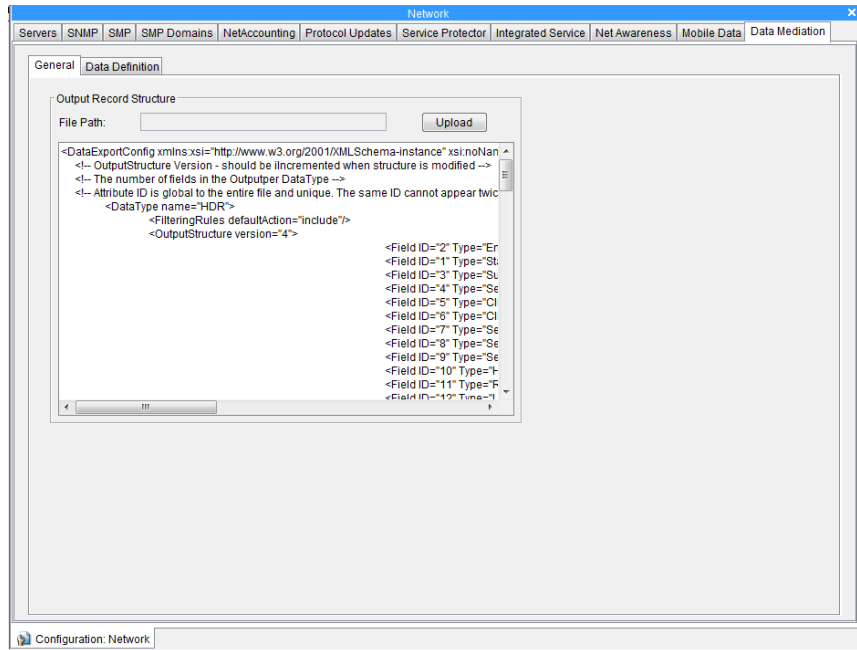 Network
Servers SNMP SMP SMP Domains NetAccounting Protocol Updates Service Protector Integrated Service Net Awareness Mobile Data Data Mediation
General Data Definition
Output Record Structure
File Path: Upload
<DataExportConfig xmlns:xsi="http://www.w3.org/2001/XMLSchema-instance" xsi:noNan
<!-- OutputStructure Version - should be iIncremented when structure is modified -->
<!-- The number of fields in the Outputper DataType -->
<!-- Attribute ID is global to the entire file and unique. The same ID cannot appear twic
<DataType name="HDR">
<FilteringRules defaultAction="include"/>
<OutputStructure version="4">
<Field ID="2" Type="En
<Field ID="1" Type="Sta
<Field ID="3" Type="Su
<Field ID="4" Type="Se
<Field ID="5" Type="Cl
<Field ID="6" Type="Cl
<Field ID="7" Type="Se
<Field ID="8" Type="Se
<Field ID="9" Type="Se
<Field ID="10" Type="H
<Field ID="11" Type="R
<Field ID="12" Type="
Configuration: Network